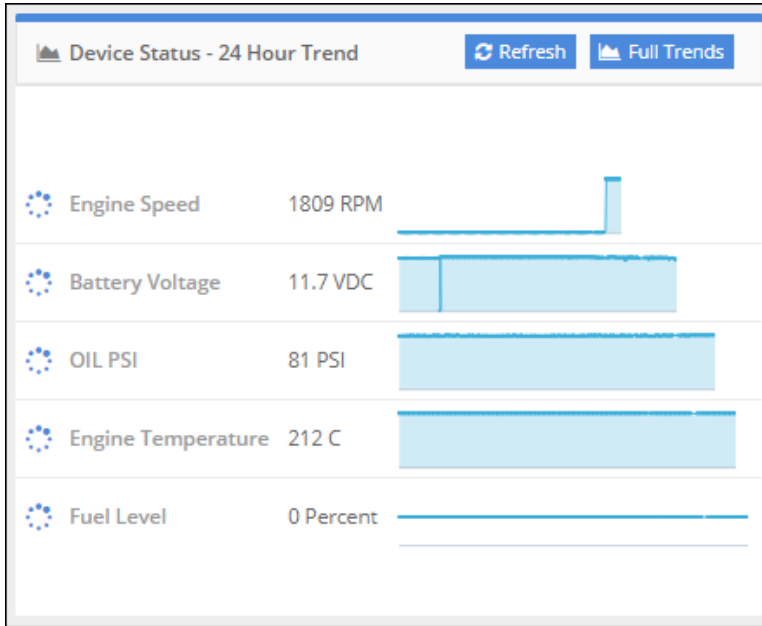 Device Status - 24 Hour Trend Refresh Full Trends
Engine Speed 1809 RPM
Battery Voltage 11.7 VDC
OIL PSI 81 PSI
Engine Temperature 212 C
Fuel Level 0 Percent